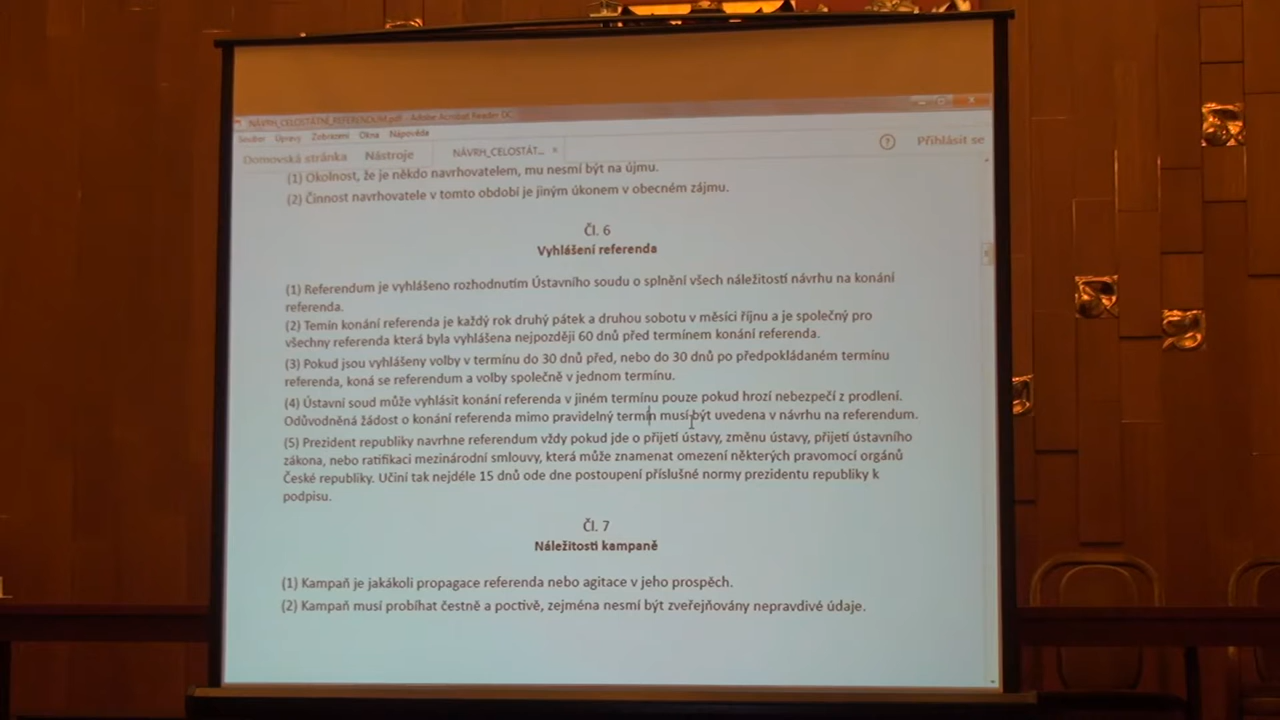 NÁVRH_CELOSTÁTNÍ_REFERENDUM.pdf - Adobe Acrobat Reader DC
Soubor Úpravy Zobrazení Okna Nápověda
Domovská stránka Nástroje NÁVRH_CELOSTÁT... × ? Přihlásit se
(1) Okolnost, že je někdo navrhovatelem, mu nesmí být na újmu.
(2) Činnost navrhovatele v tomto období je jiným úkonem v obecném zájmu.
Čl. 6
Vyhlášení referenda
(1) Referendum je vyhlášeno rozhodnutím Ústavního soudu o splnění všech náležitostí návrhu na konání
referenda.
(2) Temín konání referenda je každý rok druhý pátek a druhou sobotu v měsíci říjnu a je společný pro
všechny referenda která byla vyhlášena nejpozději 60 dnů před termínem konání referenda.
(3) Pokud jsou vyhlášeny volby v termínu do 30 dnů před, nebo do 30 dnů po předpokládaném termínu
referenda, koná se referendum a volby společně v jednom termínu.
(4) Ústavní soud může vyhlásit konání referenda v jiném termínu pouze pokud hrozí nebezpečí z prodlení.
Odůvodněná žádost o konání referenda mimo pravidelný termín musí být uvedena v návrhu na referendum.
(5) Prezident republiky navrhne referendum vždy pokud jde o přijetí ústavy, změnu ústavy, přijetí ústavního
zákona, nebo ratifikaci mezinárodní smlouvy, která může znamenat omezení některých pravomocí orgánů
České republiky. Učiní tak nejdéle 15 dnů ode dne postoupení příslušné normy prezidentu republiky k
podpisu.
Čl. 7
Náležitosti kampaně
(1) Kampaň je jakákoli propagace referenda nebo agitace v jeho prospěch.
(2) Kampaň musí probíhat čestně a poctivě, zejména nesmí být zveřejňovány nepravdivé údaje.